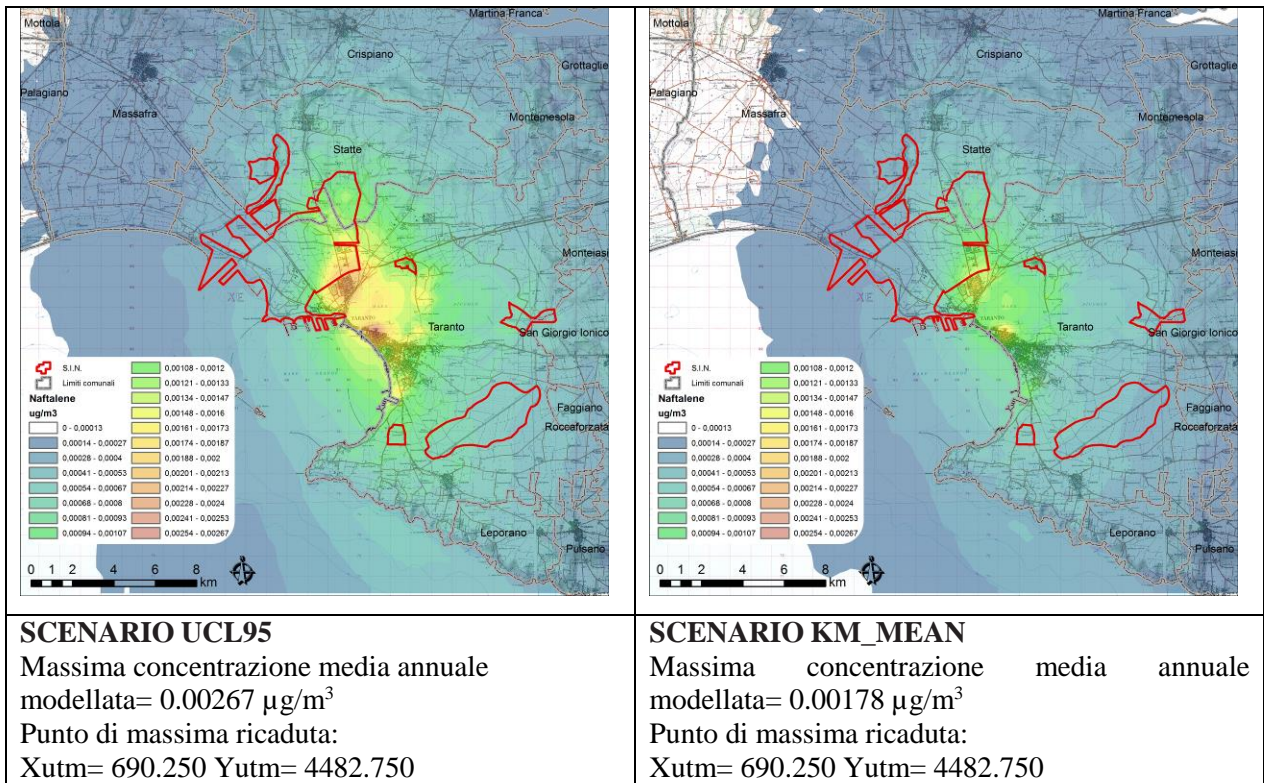 Mottola
Martina Franca
Crispiano
Grottaglie
Palagiano
Massafra
Montemesola
Statte
Monteiasi
TARANTO
Taranto
San Giorgio Ionico
S.I.N.
Limiti comunali
Naftalene
ug/m3
0 - 0,00013
0,00014 - 0,00027
0,00028 - 0,0004
0,00041 - 0,00053
0,00054 - 0,00067
0,00068 - 0,0008
0,00081 - 0,00093
0,00094 - 0,00107
0,00108 - 0,0012
0,00121 - 0,00133
0,00134 - 0,00147
0,00148 - 0,0016
0,00161 - 0,00173
0,00174 - 0,00187
0,00188 - 0,002
0,00201 - 0,00213
0,00214 - 0,00227
0,00228 - 0,0024
0,00241 - 0,00253
0,00254 - 0,00267
Faggiano
Roccaforzata
Leporano
Pulsano
0 1 2 4 6 8
km
Mottola
Martina Franca
Crispiano
Grottaglie
Palagiano
Massafra
Montemesola
Statte
Monteiasi
TARANTO
Taranto
San Giorgio Ionico
S.I.N.
Limiti comunali
Naftalene
ug/m3
0 - 0,00013
0,00014 - 0,00027
0,00028 - 0,0004
0,00041 - 0,00053
0,00054 - 0,00067
0,00068 - 0,0008
0,00081 - 0,00093
0,00094 - 0,00107
0,00108 - 0,0012
0,00121 - 0,00133
0,00134 - 0,00147
0,00148 - 0,0016
0,00161 - 0,00173
0,00174 - 0,00187
0,00188 - 0,002
0,00201 - 0,00213
0,00214 - 0,00227
0,00228 - 0,0024
0,00241 - 0,00253
0,00254 - 0,00267
Faggiano
Roccaforzata
Leporano
Pulsano
0 1 2 4 6 8
km
SCENARIO UCL95
Massima concentrazione media annuale
modellata= 0.00267 µg/m³
Punto di massima ricaduta:
Xutm= 690.250 Yutm= 4482.750
SCENARIO KM_MEAN
Massima concentrazione media annuale
modellata= 0.00178 µg/m³
Punto di massima ricaduta:
Xutm= 690.250 Yutm= 4482.750